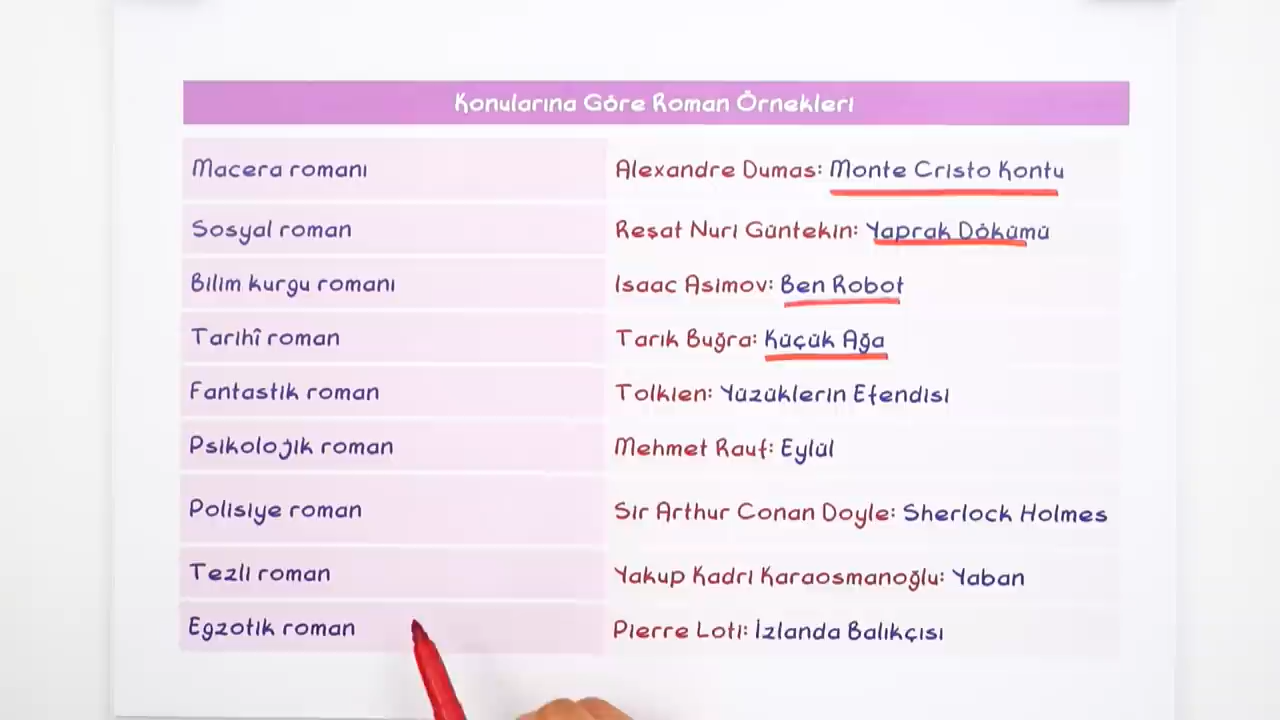 Konularına Göre Roman Örnekleri
Macera romanı Alexandre Dumas: Monte Cristo Kontu
Sosyal roman Reşat Nuri Güntekin: Yaprak Dökümü
Bilim kurgu romanı Isaac Asimov: Ben Robot
Tarihî roman Tarık Buğra: Küçük Ağa
Fantastik roman Tolkien: Yüzüklerin Efendisi
Psikolojik roman Mehmet Rauf: Eylül
Polisiye roman Sir Arthur Conan Doyle: Sherlock Holmes
Tezli roman Yakup Kadri Karaosmanoğlu: Yaban
Egzotik roman Pierre Loti: İzlanda Balıkçısı